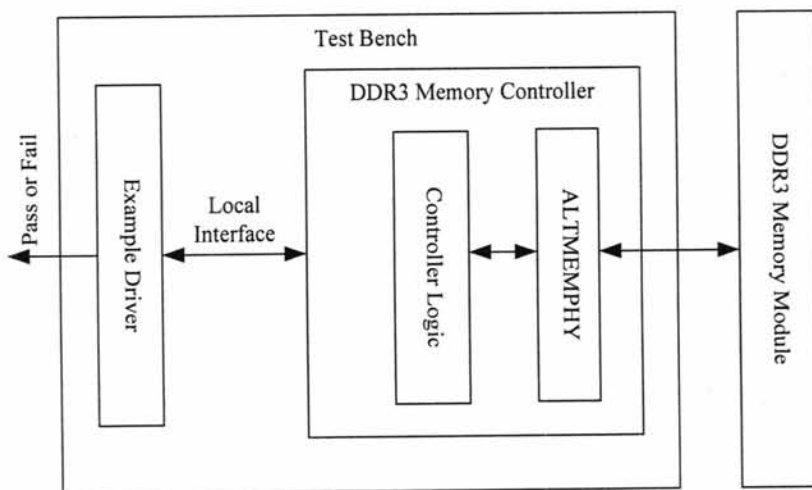 Test Bench
DDR3 Memory Controller
Pass or Fail
Example Driver
Local
Interface
Controller Logic
ALTMEMPHY
DDR3 Memory Module